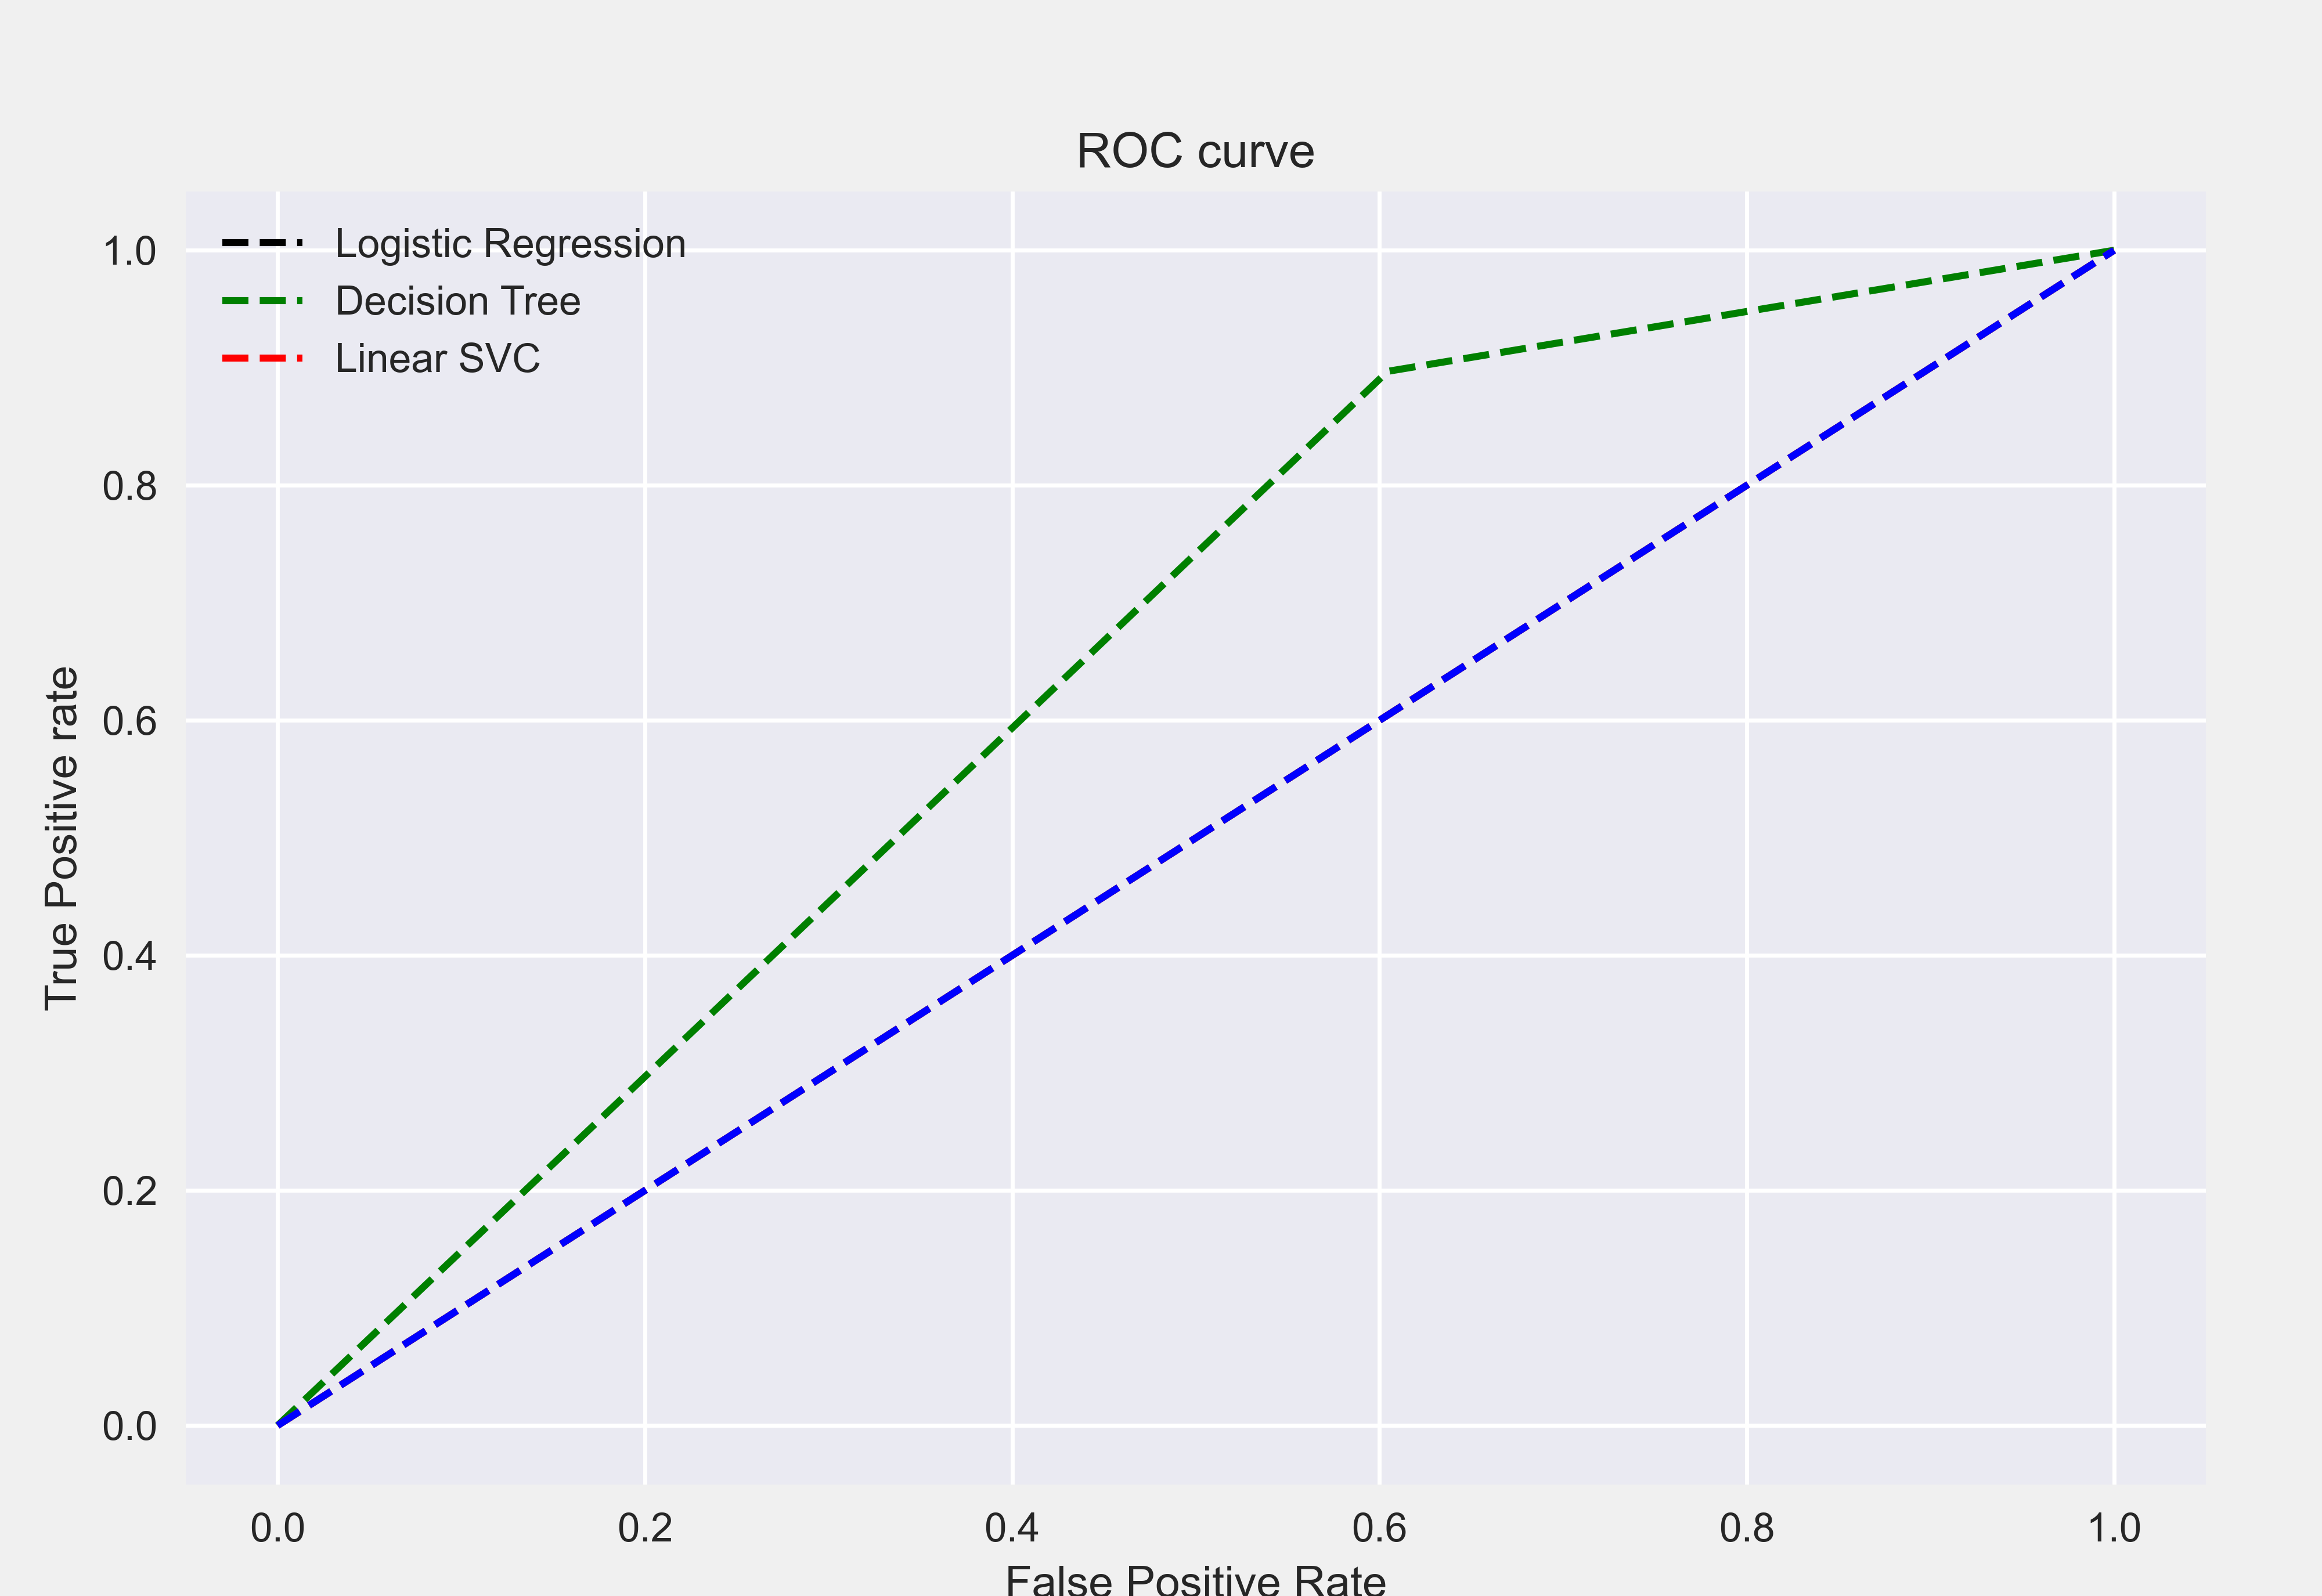 ROC curve
Logistic Regression
Decision Tree
Linear SVC
True Positive rate
1.0
0.8
0.6
0.4
0.2
0.0
0.0 0.2 0.4 0.6 0.8 1.0
False Positive Rate